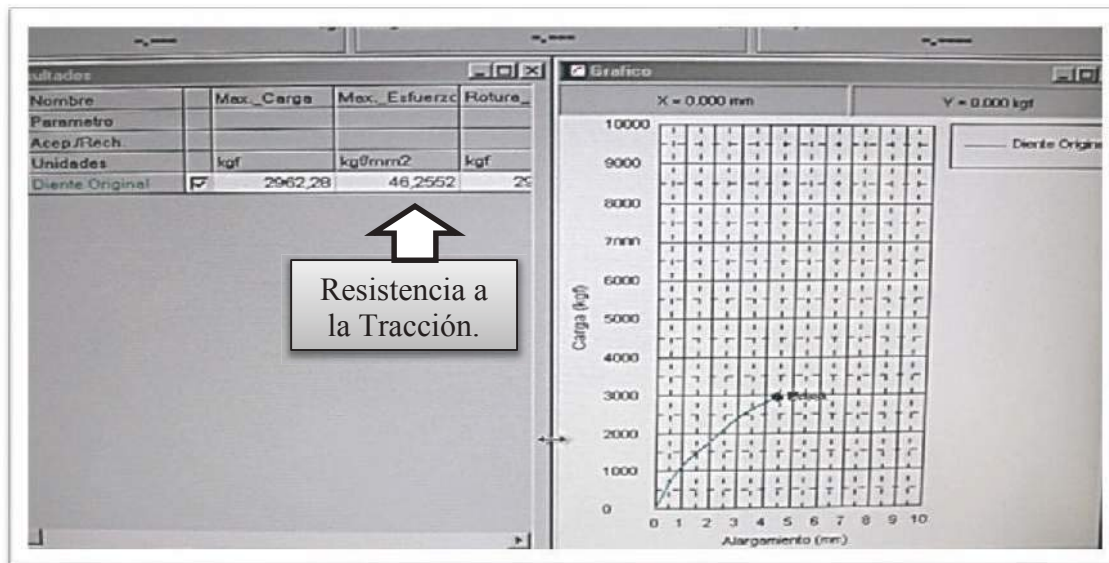 -.---
-.---
-.---
ultados
Nombre Max._Carga Max._Esfuerzo Rotura_
Parametro
Acep./Rech.
Unidades kgf kgf/mm2 kgf
Diente Original 2962,28 46,2552 29
Resistencia a
la Tracción.
Grafico
X = 0.000 mm Y = 0.000 kgf
Diente Origina
Carga (kgf)
10000
9000
8000
7000
6000
5000
4000
3000
2000
1000
0
0 1 2 3 4 5 6 7 8 9 10
Alargamiento (mm)